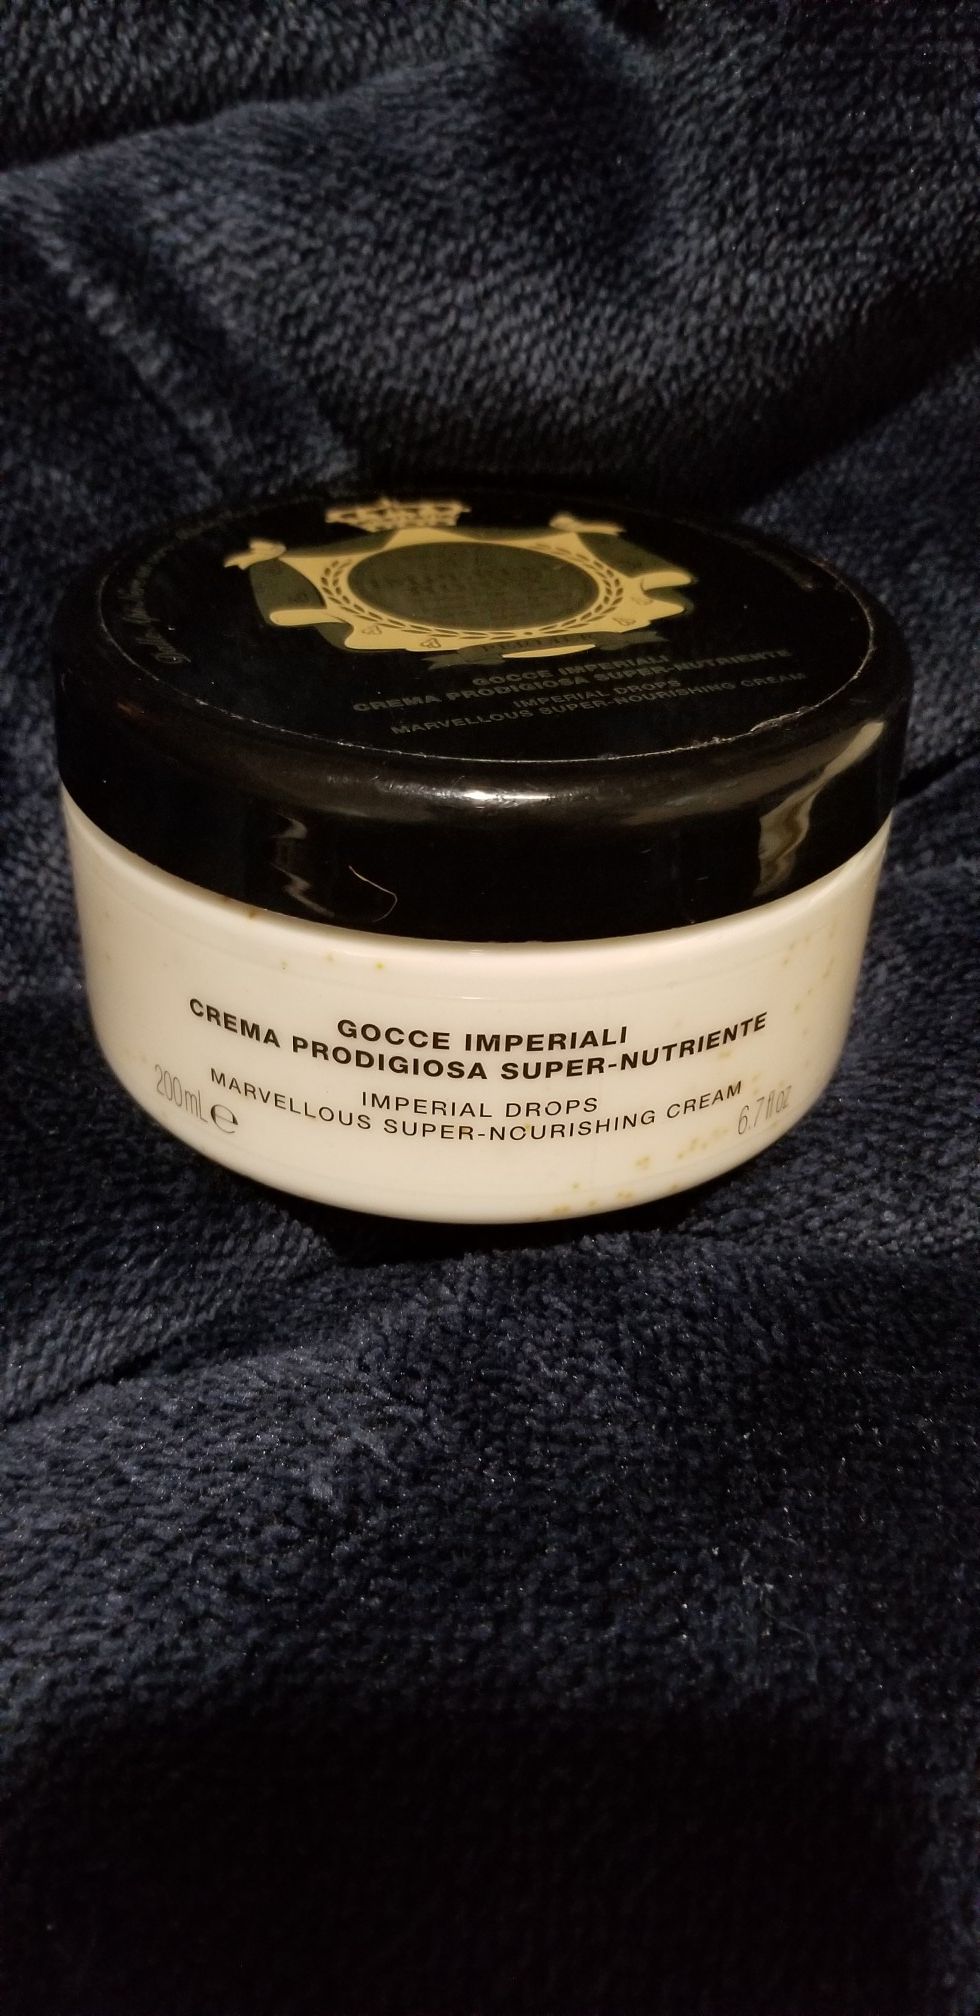 PERLIER
GOCCE IMPERIALI
CREMA PRODIGIOSA SUPER-NUTRIENTE
IMPERIAL DROPS
MARVELLOUS SUPER-NOURISHING CREAM
GOCCE IMPERIALI
CREMA PRODIGIOSA SUPER-NUTRIENTE
IMPERIAL DROPS
MARVELLOUS SUPER-NOURISHING CREAM
200mL e
6.7 fl oz